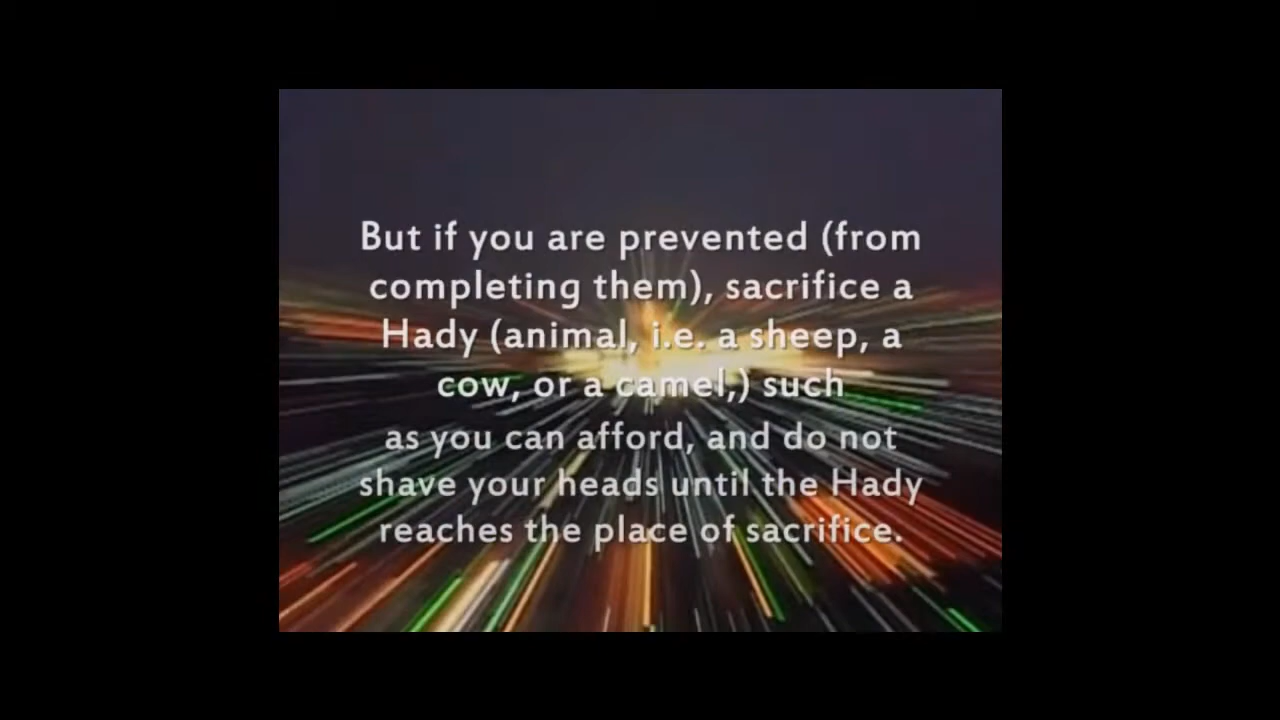 But if you are prevented (from
completing them), sacrifice a
Hady (animal, i.e. a sheep, a
cow, or a camel,) such
as you can afford, and do not
shave your heads until the Hady
reaches the place of sacrifice.